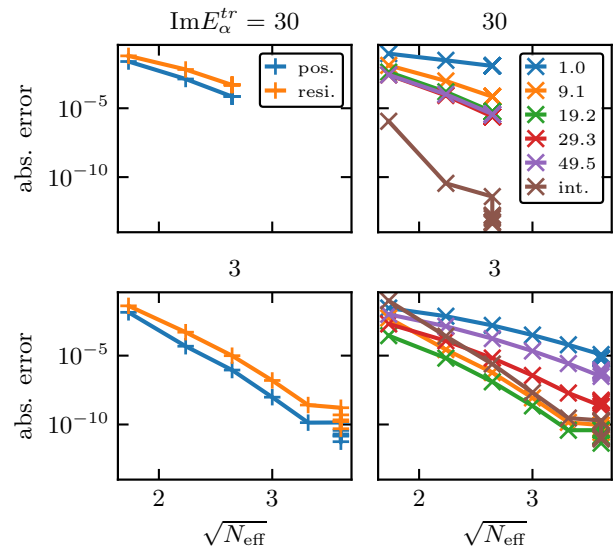 ImE_α^{tr} = 30
30
abs. error
10^{−5}
10^{−10}
pos.
resi.
1.0
9.1
19.2
29.3
49.5
int.
3
3
abs. error
10^{−5}
10^{−10}
2
3
2
3
√N_eff
√N_eff